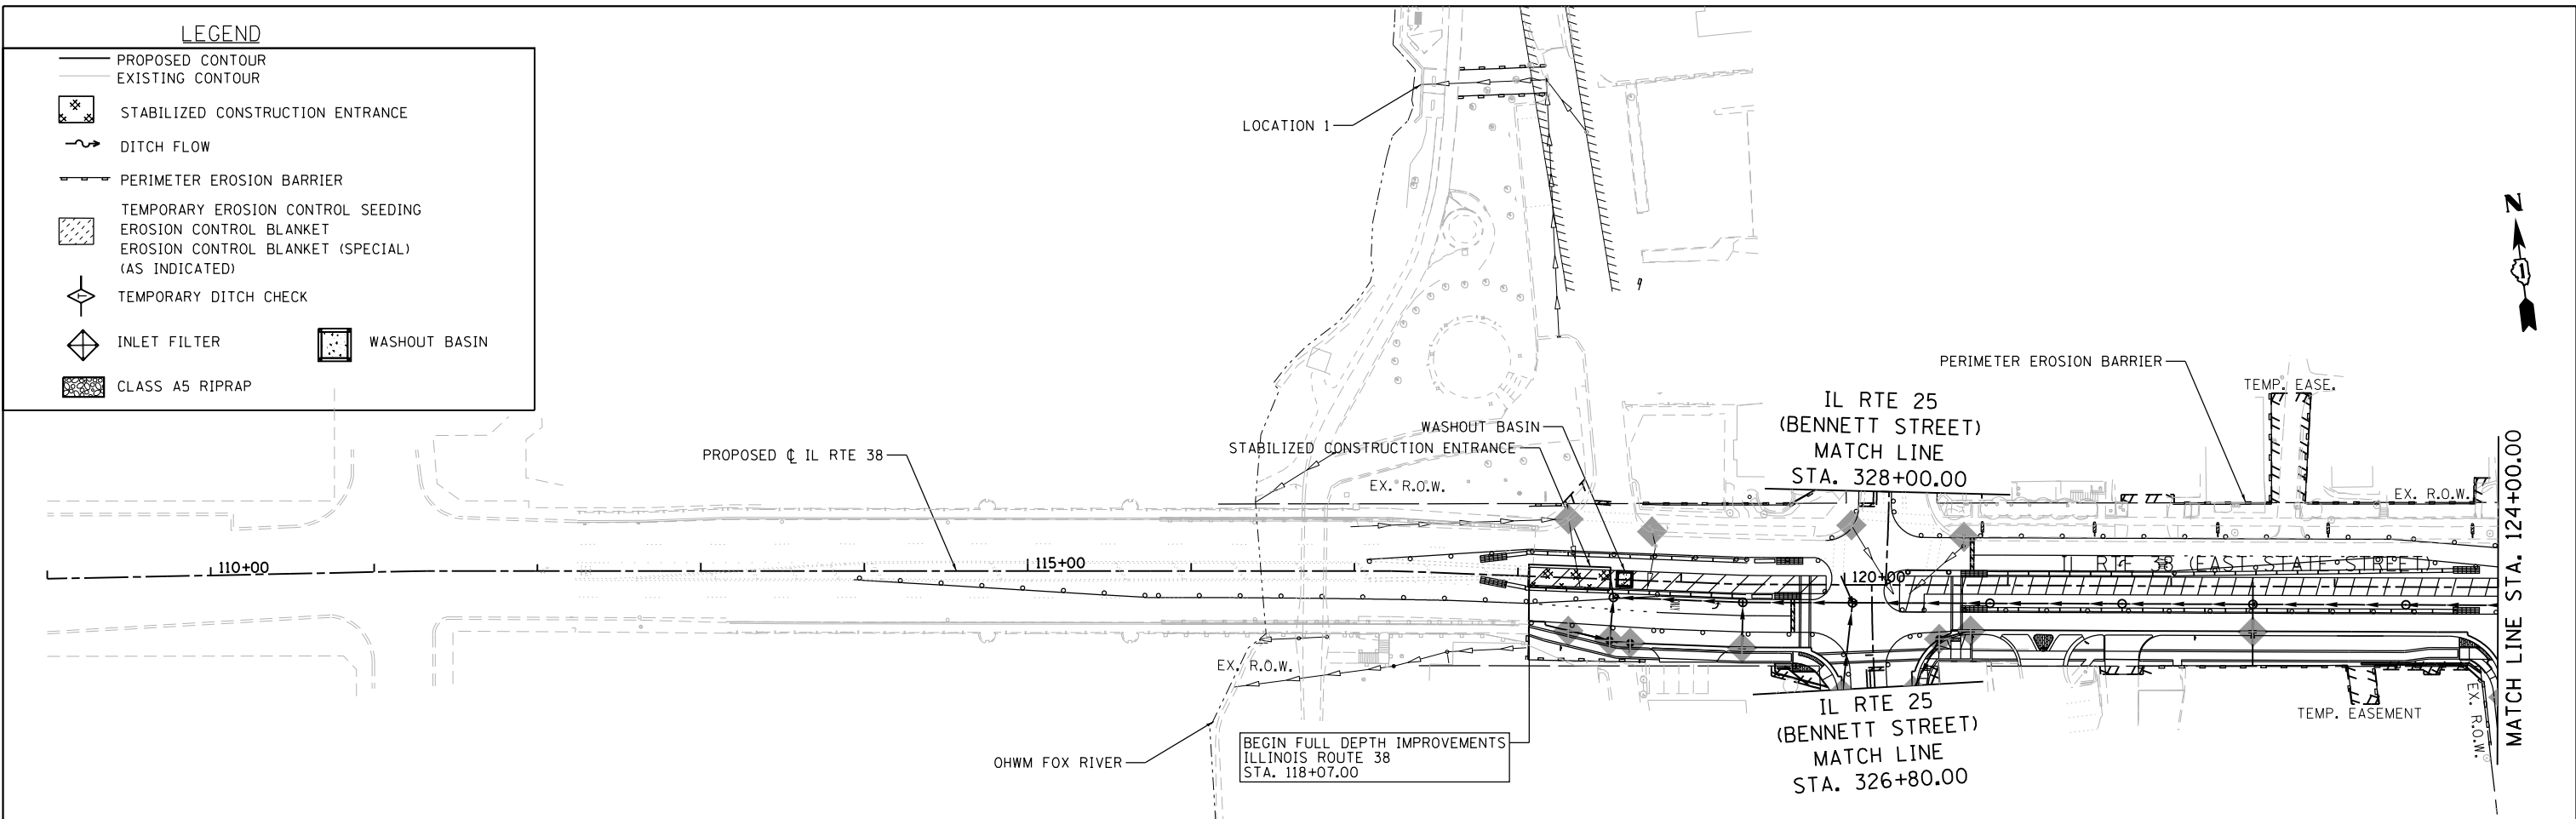 LEGEND
PROPOSED CONTOUR
EXISTING CONTOUR
STABILIZED CONSTRUCTION ENTRANCE
DITCH FLOW
PERIMETER EROSION BARRIER
TEMPORARY EROSION CONTROL SEEDING
EROSION CONTROL BLANKET
EROSION CONTROL BLANKET (SPECIAL)
(AS INDICATED)
TEMPORARY DITCH CHECK
INLET FILTER
WASHOUT BASIN
CLASS A5 RIPRAP
LOCATION 1
N
PERIMETER EROSION BARRIER
TEMP. EASE.
IL RTE 25
(BENNETT STREET)
MATCH LINE
STA. 328+00.00
WASHOUT BASIN
STABILIZED CONSTRUCTION ENTRANCE
PROPOSED ℄ IL RTE 38
EX. R.O.W.
EX. R.O.W.
110+00
115+00
120+00
IL RTE 38 (EAST STATE STREET)
MATCH LINE STA. 124+00.00
EX. R.O.W.
EX. R.O.W.
TEMP. EASEMENT
OHWM FOX RIVER
BEGIN FULL DEPTH IMPROVEMENTS
ILLINOIS ROUTE 38
STA. 118+07.00
IL RTE 25
(BENNETT STREET)
MATCH LINE
STA. 326+80.00